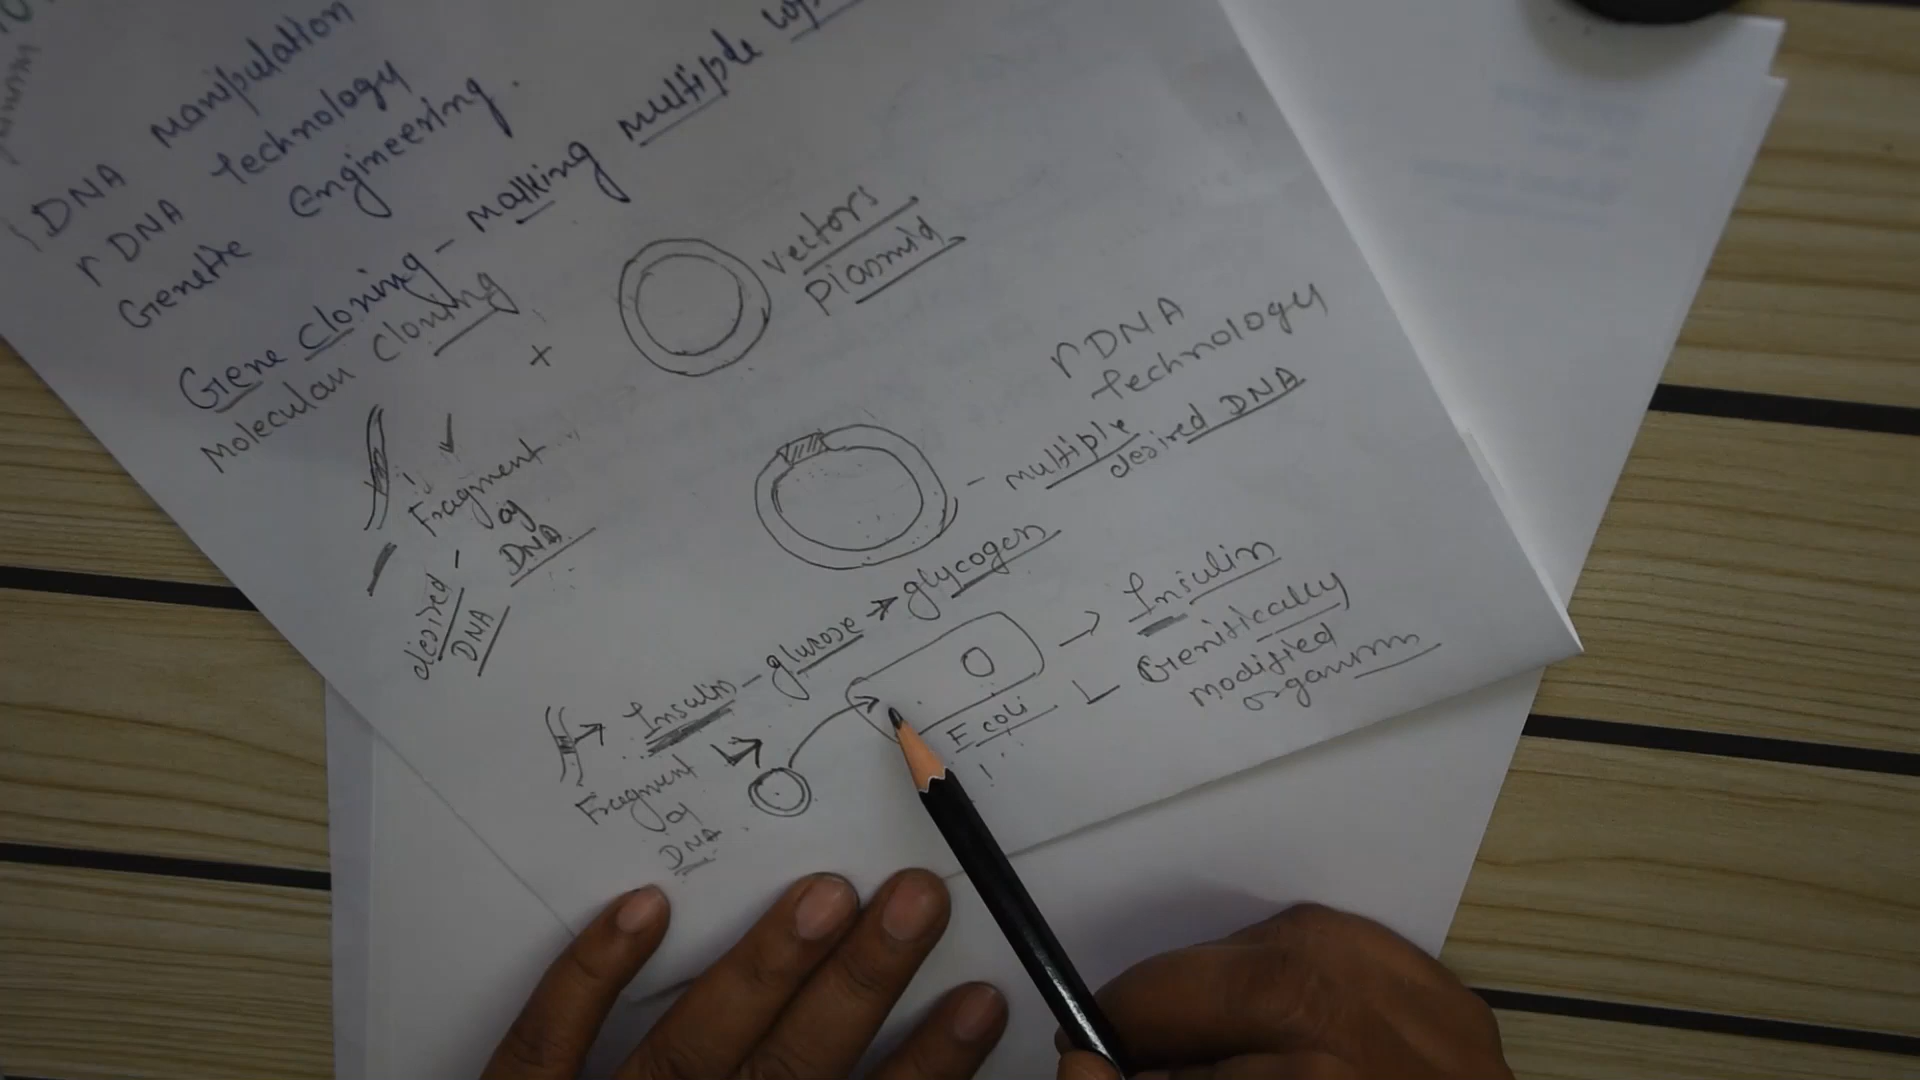 DNA manipulation
rDNA technology
Genetic Engineering.
Gene Cloning - making multiple
Molecular Cloning
+
vectors
Plasmid
Fragment
of
DNA
desired
DNA
rDNA
technology
- multiple
desired DNA
Insulin - glucose → glycogen
Fragment
of
DNA
E coli
→ Insulin
Genitically
modified
organism